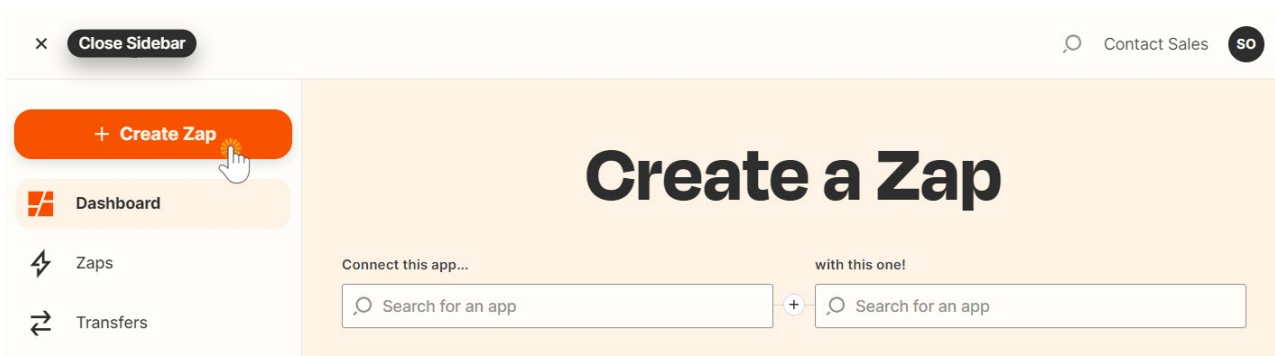 Close Sidebar
Contact Sales
SO
+ Create Zap
Create a Zap
Dashboard
Zaps
Transfers
Connect this app...
with this one!
Search for an app
+
Search for an app